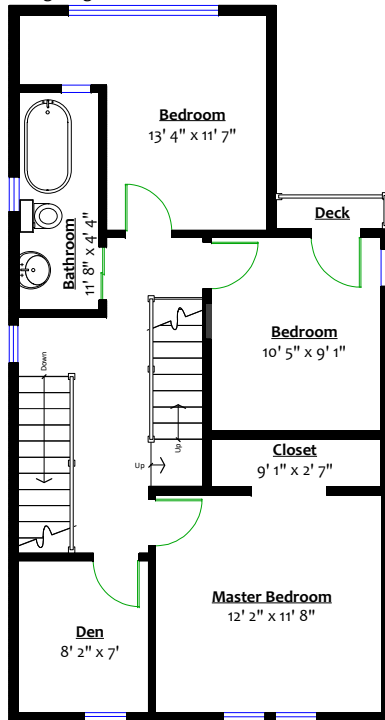 Bedroom
13' 4" x 11' 7"
Deck
Bathroom
11' 8" x 4' 4"
Bedroom
10' 5" x 9' 1"
Down
Up
Up
Closet
9' 1" x 2' 7"
Master Bedroom
12' 2" x 11' 8"
Den
8' 2" x 7'